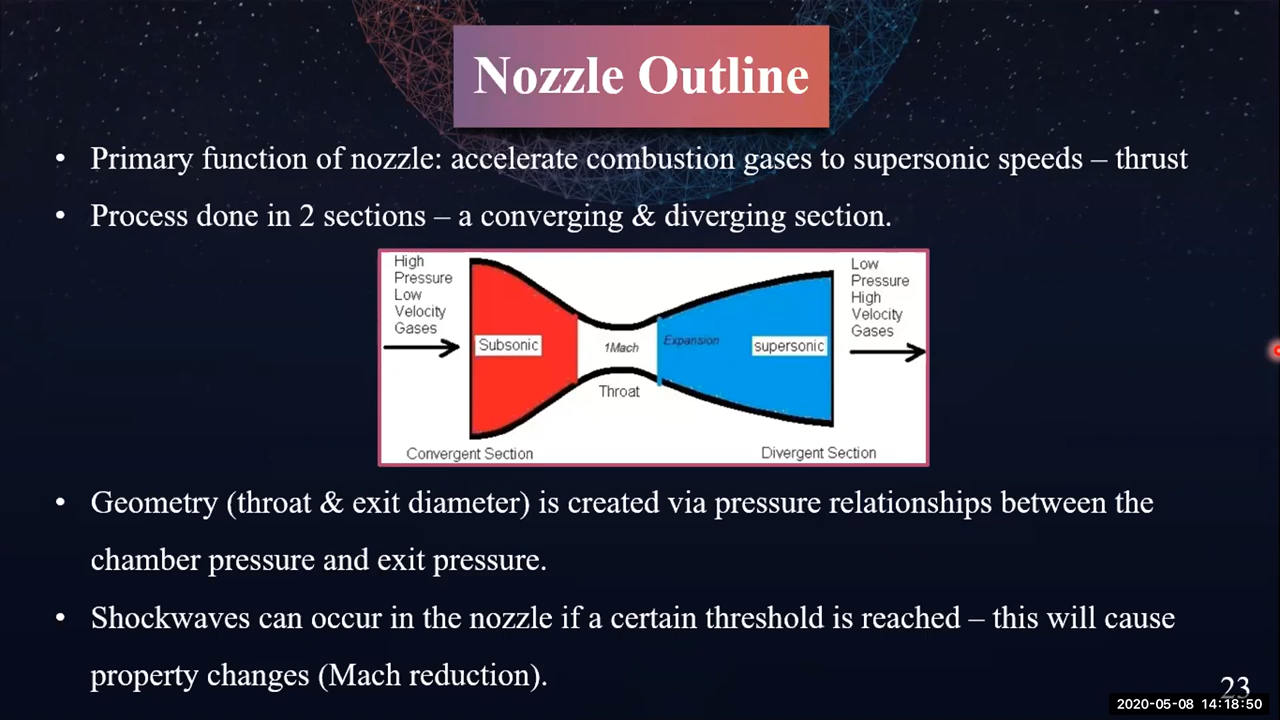 Nozzle Outline
• Primary function of nozzle: accelerate combustion gases to supersonic speeds – thrust
• Process done in 2 sections – a converging & diverging section.
High
Pressure
Low
Velocity
Gases
Subsonic
1Mach
Throat
Expansion
supersonic
Low
Pressure
High
Velocity
Gases
Convergent Section
Divergent Section
• Geometry (throat & exit diameter) is created via pressure relationships between the
chamber pressure and exit pressure.
• Shockwaves can occur in the nozzle if a certain threshold is reached – this will cause
property changes (Mach reduction).
23
2020-05-08 14:18:50